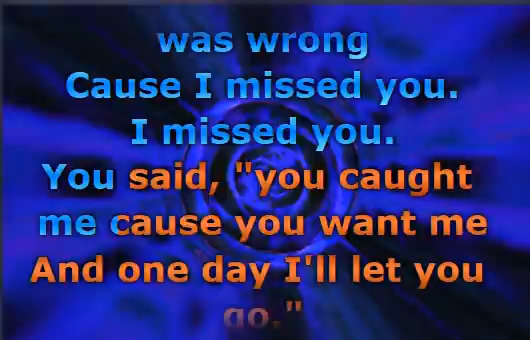 was wrong
Cause I missed you.
I missed you.
You said, "you caught
me cause you want me
And one day I'll let you
go."